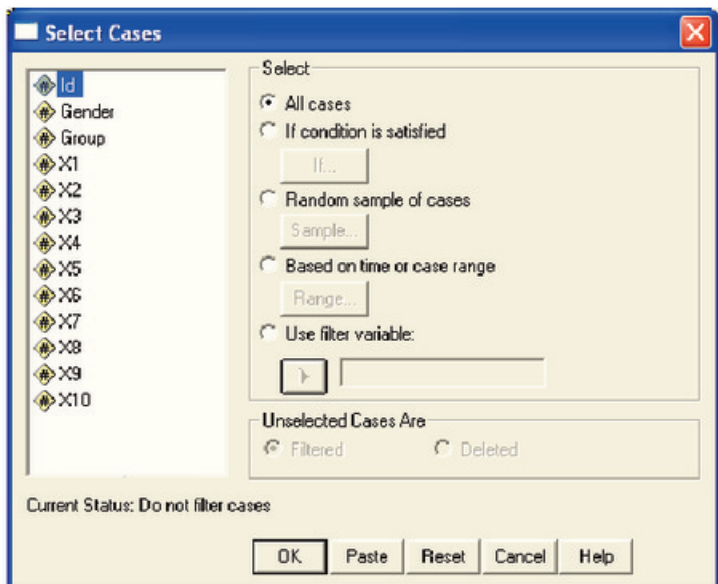 Select Cases
Id
Gender
Group
X1
X2
X3
X4
X5
X6
X7
X8
X9
X10
Select
All cases
If condition is satisfied
If...
Random sample of cases
Sample...
Based on time or case range
Range...
Use filter variable:
Unselected Cases Are
Filtered Deleted
Current Status: Do not filter cases
OK Paste Reset Cancel Help